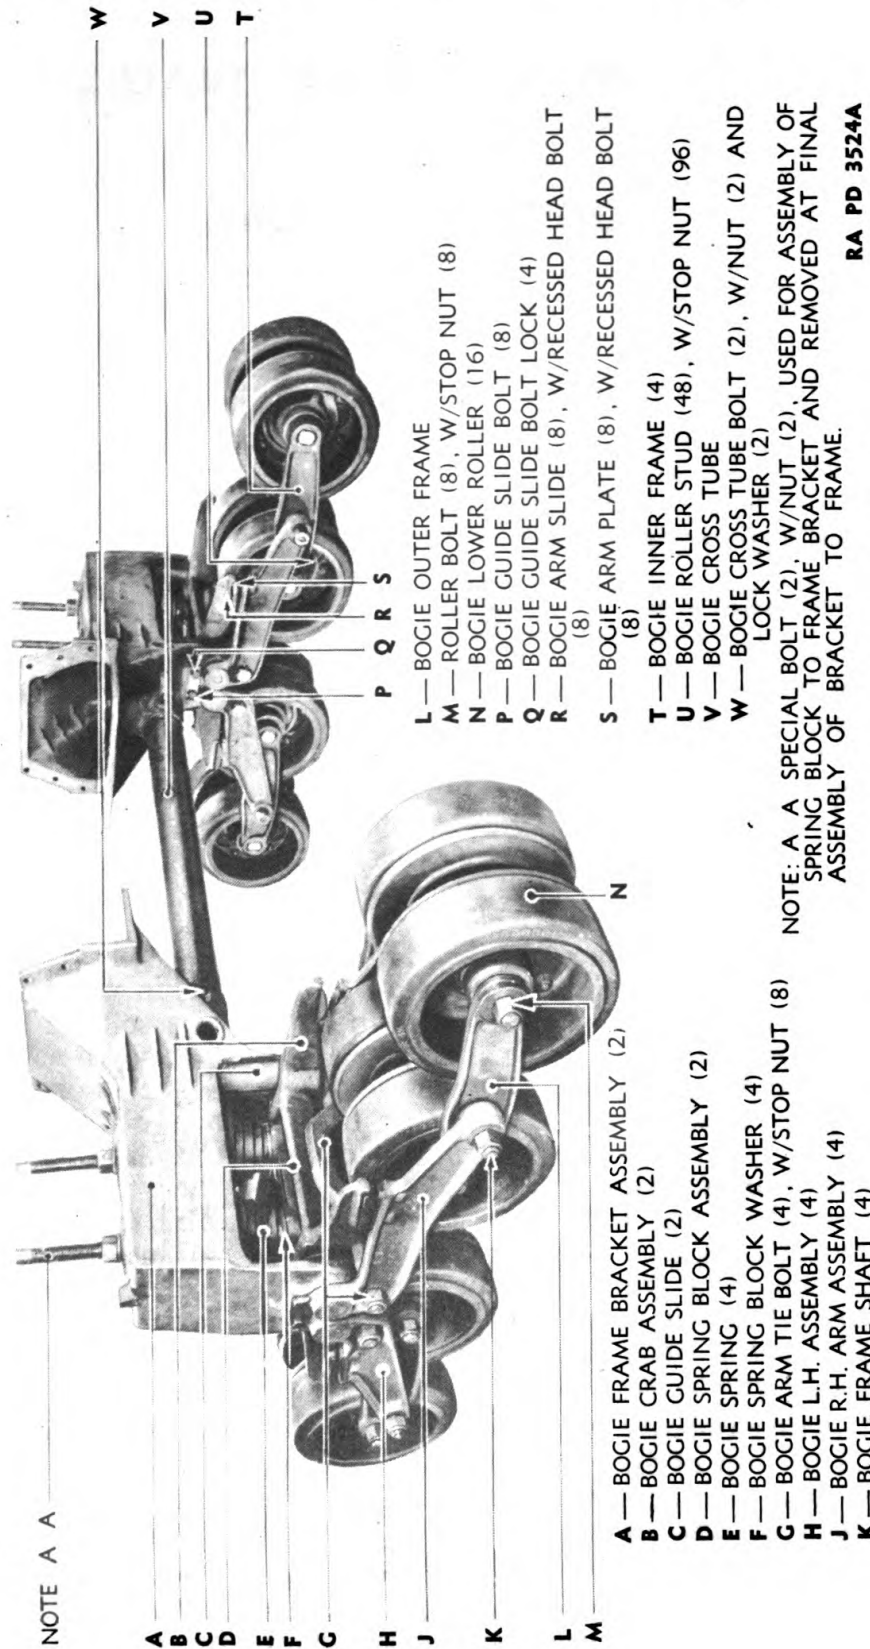 NOTE A A
A
B
C
D
E
F
G
H
J
K
L
M
W
V
U
T
P
Q
R
S
N
A — BOGIE FRAME BRACKET ASSEMBLY (2)
B — BOGIE CRAB ASSEMBLY (2)
C — BOGIE GUIDE SLIDE (2)
D — BOGIE SPRING BLOCK ASSEMBLY (2)
E — BOGIE SPRING (4)
F — BOGIE SPRING BLOCK WASHER (4)
G — BOGIE ARM TIE BOLT (4), W/STOP NUT (8)
H — BOGIE L.H. ASSEMBLY (4)
J — BOGIE R.H. ARM ASSEMBLY (4)
K — BOGIE FRAME SHAFT (4)
L — BOGIE OUTER FRAME
M — ROLLER BOLT (8), W/STOP NUT (8)
N — BOGIE LOWER ROLLER (16)
P — BOGIE GUIDE SLIDE BOLT (8)
Q — BOGIE GUIDE SLIDE BOLT LOCK (4)
R — BOGIE ARM SLIDE (8), W/RECESSED HEAD BOLT
(8)
S — BOGIE ARM PLATE (8), W/RECESSED HEAD BOLT
(8)
T — BOGIE INNER FRAME (4)
U — BOGIE ROLLER STUD (48), W/STOP NUT (96)
V — BOGIE CROSS TUBE
W — BOGIE CROSS TUBE BOLT (2), W/NUT (2) AND
LOCK WASHER (2)
NOTE: A A SPECIAL BOLT (2), W/NUT (2), USED FOR ASSEMBLY OF
SPRING BLOCK TO FRAME BRACKET AND REMOVED AT FINAL
ASSEMBLY OF BRACKET TO FRAME.
RA PD 3524A